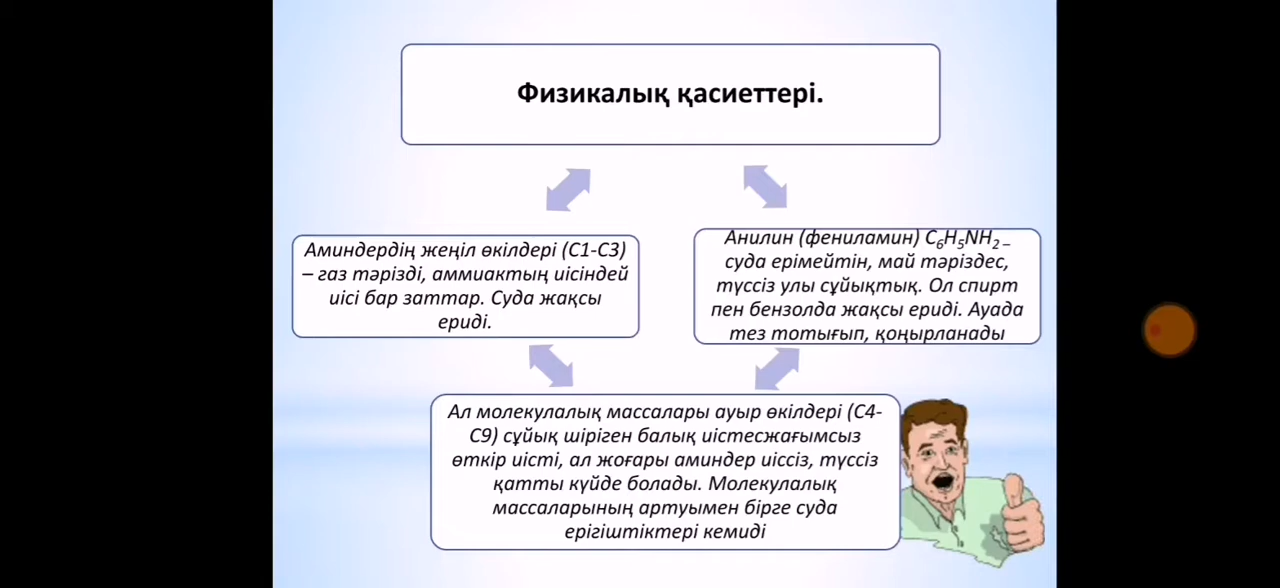 Физикалық қасиеттері.
Аминдердің жеңіл өкілдері (С1-С3)
– газ тәрізді, аммиактың иісіндей
иісі бар заттар. Суда жақсы
ериді.
Анилин (фениламин) C₆H₅NH₂ –
суда ерімейтін, май тәріздес,
түссіз улы сұйықтық. Ол спирт
пен бензолда жақсы ериді. Ауада
тез тотығып, қоңырланады
Ал молекулалық массалары ауыр өкілдері (С4-
С9) сұйық шіріген балық иістесжағымсыз
өткір иісті, ал жоғары аминдер иіссіз, түссіз
қатты күйде болады. Молекулалық
массаларының артуымен бірге суда
ерігіштіктері кемиді